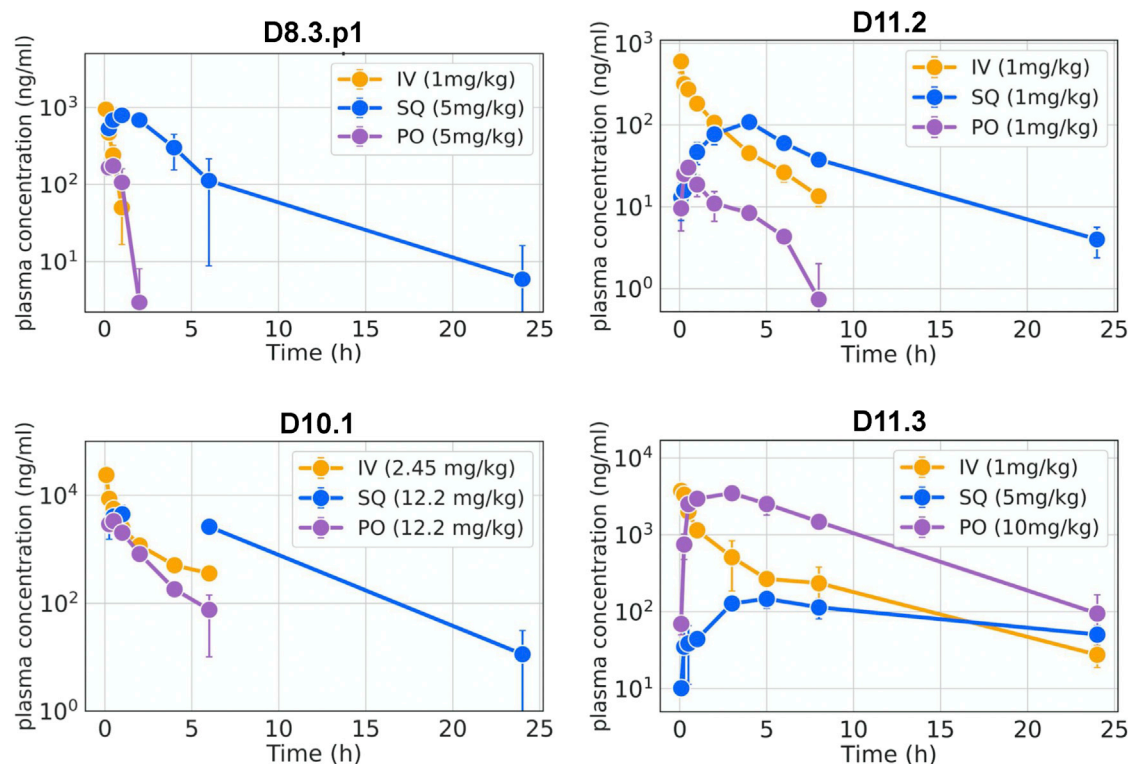 D8.3.p1
plasma concentration (ng/ml)
10³
10²
10¹
IV (1mg/kg)
SQ (5mg/kg)
PO (5mg/kg)
0 5 10 15 20 25
Time (h)
D11.2
plasma concentration (ng/ml)
10³
10²
10¹
10⁰
IV (1mg/kg)
SQ (1mg/kg)
PO (1mg/kg)
0 5 10 15 20 25
Time (h)
D10.1
plasma concentration (ng/ml)
10⁴
10²
10⁰
IV (2.45 mg/kg)
SQ (12.2 mg/kg)
PO (12.2 mg/kg)
0 5 10 15 20 25
Time (h)
D11.3
plasma concentration (ng/ml)
10⁴
10³
10²
10¹
IV (1mg/kg)
SQ (5mg/kg)
PO (10mg/kg)
0 5 10 15 20 25
Time (h)